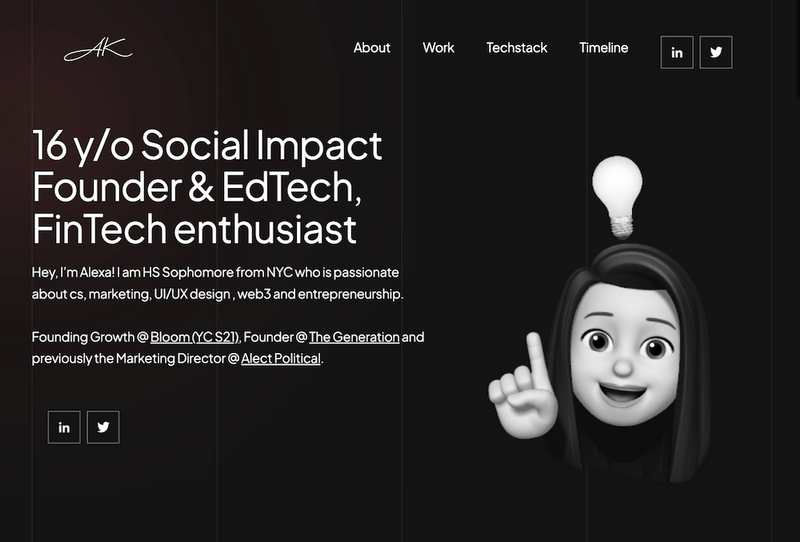 AK
About
Work
Techstack
Timeline
in
16 y/o Social Impact
Founder & EdTech,
FinTech enthusiast
Hey, I'm Alexa! I am HS Sophomore from NYC who is passionate
about cs, marketing, UI/UX design , web3 and entrepreneurship.
Founding Growth @ Bloom (YC S21), Founder @ The Generation and
previously the Marketing Director @ Alect Political.
in